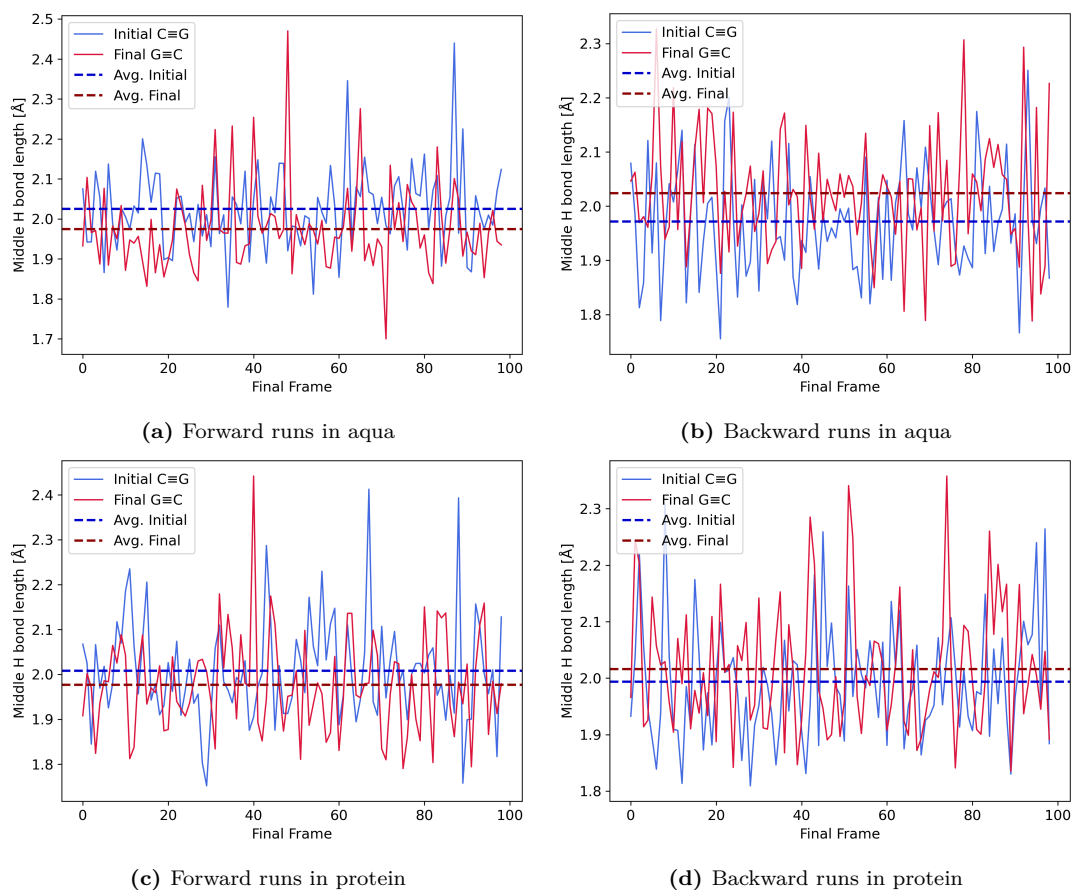 2.5
2.4
2.3
2.2
2.1
2.0
1.9
1.8
1.7
Middle H bond length [Å]
Initial C≡G
Final G≡C
Avg. Initial
Avg. Final
0 20 40 60 80 100
Final Frame
(a) Forward runs in aqua
2.3
2.2
2.1
2.0
1.9
1.8
Middle H bond length [Å]
Initial C≡G
Final G≡C
Avg. Initial
Avg. Final
0 20 40 60 80 100
Final Frame
(b) Backward runs in aqua
2.4
2.3
2.2
2.1
2.0
1.9
1.8
Middle H bond length [Å]
Initial C≡G
Final G≡C
Avg. Initial
Avg. Final
0 20 40 60 80 100
Final Frame
(c) Forward runs in protein
2.3
2.2
2.1
2.0
1.9
1.8
Middle H bond length [Å]
Initial C≡G
Final G≡C
Avg. Initial
Avg. Final
0 20 40 60 80 100
Final Frame
(d) Backward runs in protein